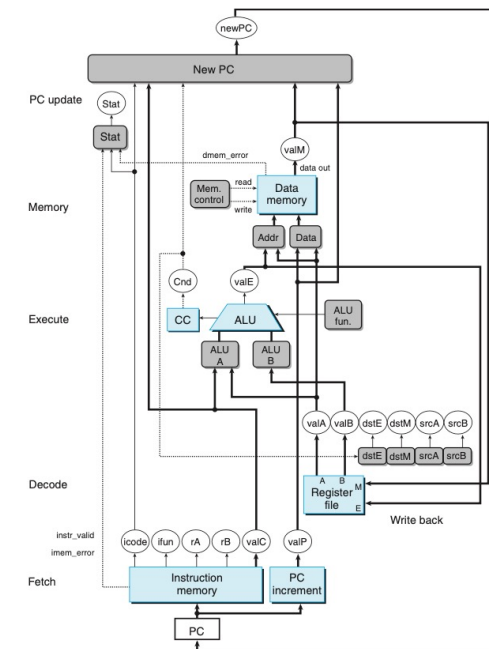 newPC
New PC
PC update
Stat
Stat
valM
dmem_error
data out
Mem. control
read
write
Data memory
Memory
Addr
Data
Cnd
valE
CC
ALU
ALU fun.
Execute
ALU A
ALU B
valA
valB
dstE
dstM
srcA
srcB
dstE
dstM
srcA
srcB
A
B
M
Register file
E
Decode
Write back
instr_valid
imem_error
icode
ifun
rA
rB
valC
valP
Fetch
Instruction memory
PC increment
PC